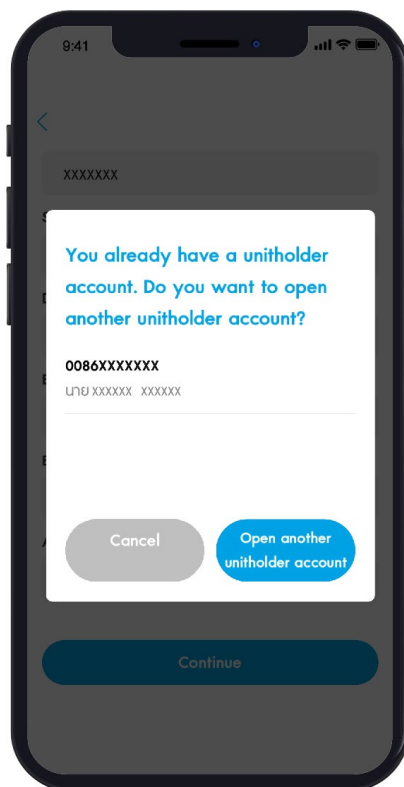 9:41
XXXXXXX
You already have a unitholder
account. Do you want to open
another unitholder account?
0086XXXXXXX
นาย XXXXXX XXXXXX
Cancel
Open another
unitholder account
Continue